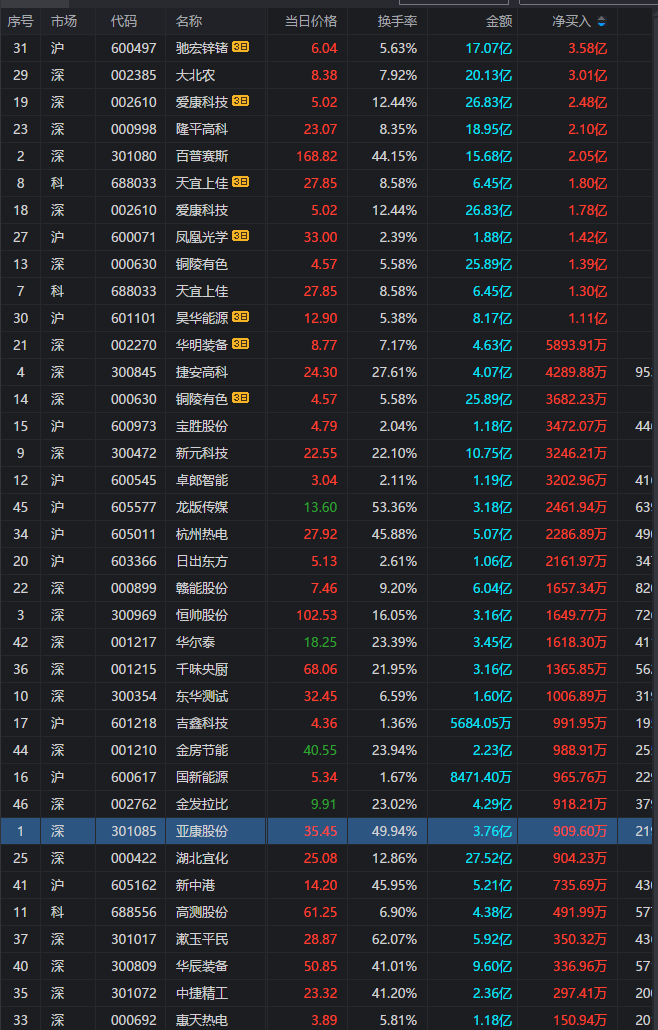 序号 市场 代码 名称 当日价格 换手率 金额 净买入
31 沪 600497 驰宏锌锗 3日 6.04 5.63% 17.07亿 3.58亿
29 深 002385 大北农 8.38 7.92% 20.13亿 3.01亿
19 深 002610 爱康科技 3日 5.02 12.44% 26.83亿 2.48亿
23 深 000998 隆平高科 23.07 8.35% 18.95亿 2.10亿
2 深 301080 百普赛斯 168.82 44.15% 15.68亿 2.05亿
8 科 688033 天宜上佳 3日 27.85 8.58% 6.45亿 1.80亿
18 深 002610 爱康科技 5.02 12.44% 26.83亿 1.78亿
27 沪 600071 凤凰光学 3日 33.00 2.39% 1.88亿 1.42亿
13 深 000630 铜陵有色 4.57 5.58% 25.89亿 1.39亿
7 科 688033 天宜上佳 27.85 8.58% 6.45亿 1.30亿
30 沪 601101 昊华能源 3日 12.90 5.38% 8.17亿 1.11亿
21 深 002270 华明装备 3日 8.77 7.17% 4.63亿 5893.91万
4 深 300845 捷安高科 24.30 27.61% 4.07亿 4289.88万 95
14 深 000630 铜陵有色 3日 4.57 5.58% 25.89亿 3682.23万
15 沪 600973 宝胜股份 4.79 2.04% 1.18亿 3472.07万 44
9 深 300472 新元科技 22.55 22.10% 10.75亿 3246.21万
12 沪 600545 卓郎智能 3.04 2.11% 1.19亿 3202.96万 41
45 沪 605577 龙版传媒 13.60 53.36% 3.18亿 2461.94万 63
34 沪 605011 杭州热电 27.92 45.88% 5.07亿 2286.89万 49
20 沪 603366 日出东方 5.13 2.61% 1.06亿 2161.97万 34
22 深 000899 赣能股份 7.46 9.20% 6.04亿 1657.34万 82
3 深 300969 恒帅股份 102.53 16.05% 3.16亿 1649.77万 72
42 深 001217 华尔泰 18.25 23.39% 3.45亿 1618.30万 41
36 深 001215 千味央厨 68.06 21.95% 3.16亿 1365.85万 56
10 深 300354 东华测试 32.45 6.59% 1.60亿 1006.89万 31
17 沪 601218 吉鑫科技 4.36 1.36% 5684.05万 991.95万 19
44 深 001210 金房节能 40.55 23.94% 2.23亿 988.91万 25
16 沪 600617 国新能源 5.34 1.67% 8471.40万 965.76万 22
46 深 002762 金发拉比 9.91 23.02% 4.29亿 918.21万 37
1 深 301085 亚康股份 35.45 49.94% 3.76亿 909.60万 21
25 深 000422 湖北宜化 25.08 12.86% 27.52亿 904.23万
41 沪 605162 新中港 14.20 45.95% 5.21亿 735.69万 43
11 科 688556 高测股份 61.25 6.90% 4.38亿 491.99万 57
37 深 301017 漱玉平民 28.87 62.07% 5.92亿 350.32万 43
40 深 300809 华辰装备 50.85 41.01% 9.60亿 336.96万 57
35 深 301072 中捷精工 23.32 41.20% 2.36亿 297.41万 20
33 深 000692 惠天热电 3.89 5.81% 1.18亿 150.94万 20